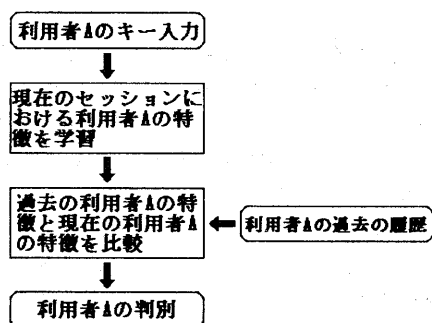 利用者Aのキー入力
現在のセッションに
おける利用者Aの特
徴を学習
過去の利用者Aの特
徴と現在の利用者A
の特徴を比較
利用者Aの過去の履歴
利用者Aの判別